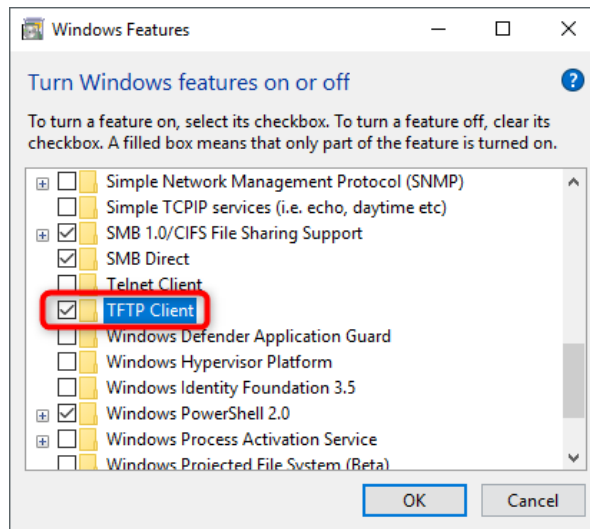 Windows Features
Turn Windows features on or off
To turn a feature on, select its checkbox. To turn a feature off, clear its
checkbox. A filled box means that only part of the feature is turned on.
Simple Network Management Protocol (SNMP)
Simple TCPIP services (i.e. echo, daytime etc)
SMB 1.0/CIFS File Sharing Support
SMB Direct
Telnet Client
TFTP Client
Windows Defender Application Guard
Windows Hypervisor Platform
Windows Identity Foundation 3.5
Windows PowerShell 2.0
Windows Process Activation Service
Windows Projected File System (Beta)
OK Cancel